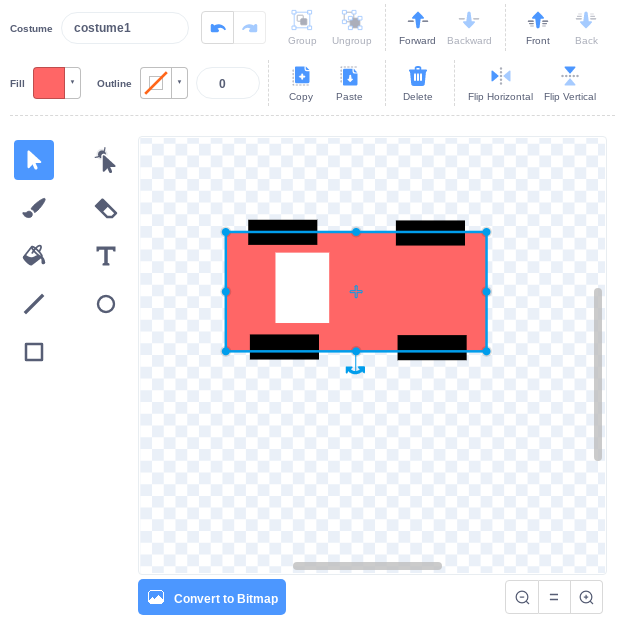 Costume costume1 Group Ungroup Forward Backward Front Back
Fill Outline 0 Copy Paste Delete Flip Horizontal Flip Vertical
Convert to Bitmap